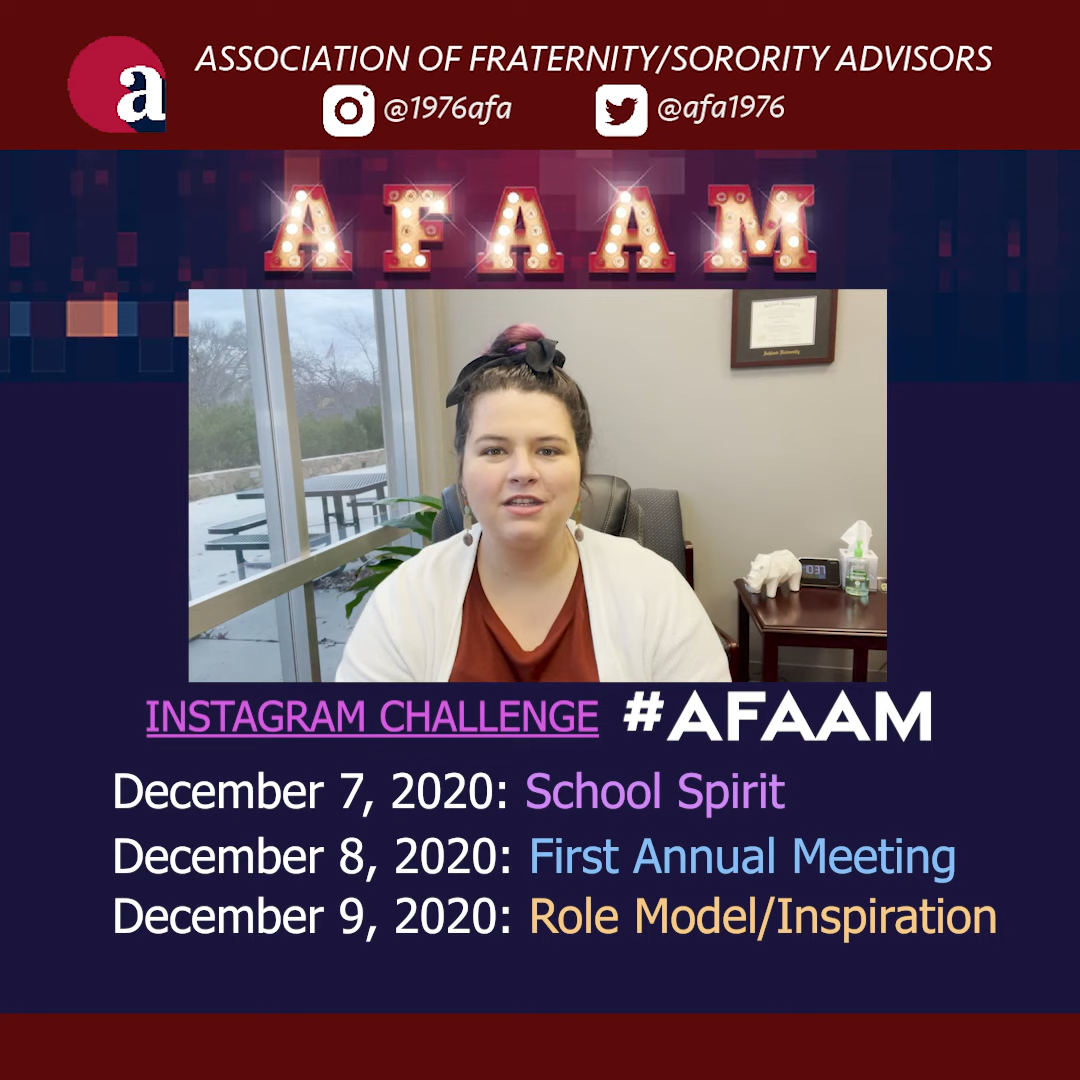 a
ASSOCIATION OF FRATERNITY/SORORITY ADVISORS
@1976afa
@afa1976
AFAAM
INSTAGRAM CHALLENGE #AFAAM
December 7, 2020: School Spirit
December 8, 2020: First Annual Meeting
December 9, 2020: Role Model/Inspiration